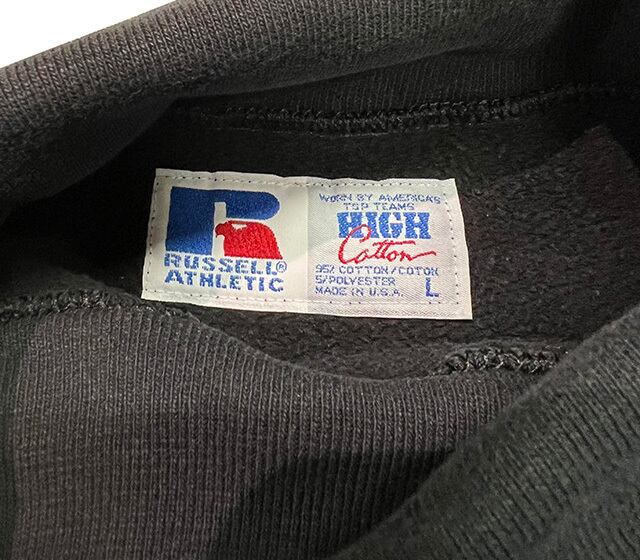 RUSSELL®
ATHLETIC
WORN BY AMERICA'S
TOP TEAMS
HIGH
Cotton
95% COTTON/COTON
5/POLYESTER
MADE IN U.S.A.
L